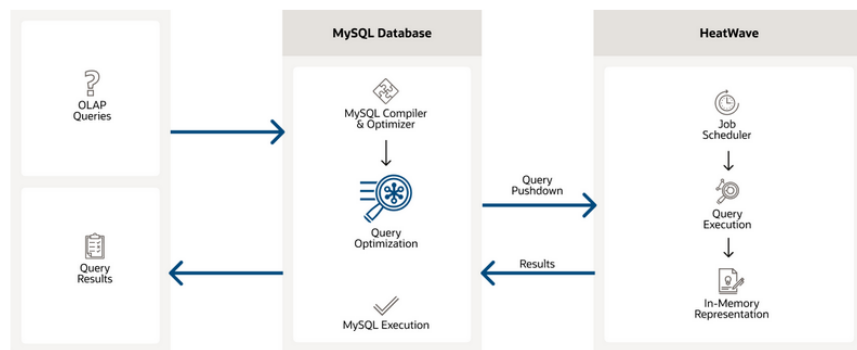 OLAP
Queries
Query
Results
MySQL Database
MySQL Compiler
& Optimizer
Query
Optimization
MySQL Execution
Query
Pushdown
Results
HeatWave
Job
Scheduler
Query
Execution
In-Memory
Representation